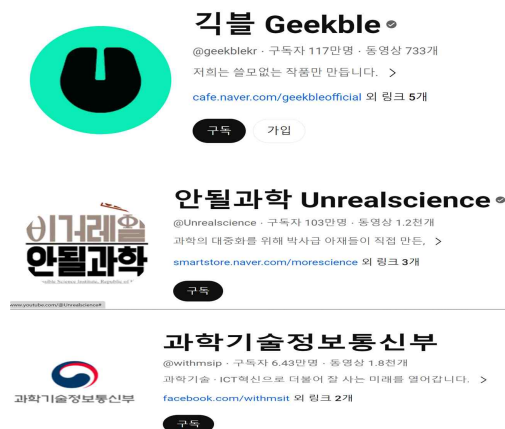 긱블 Geekble
@geekblekr · 구독자 117만명 · 동영상 733개
저희는 쓸모없는 작품만 만듭니다. >
cafe.naver.com/geekbleofficial 외 링크 5개
구독 가입
안될과학 Unrealscience
@Unrealscience · 구독자 103만명 · 동영상 1.2천개
과학의 대중화를 위해 박사급 아재들이 직접 만든, >
smartstore.naver.com/morescience 외 링크 3개
구독
안될과학
www.youtube.com/@Unrealscience#
과학기술정보통신부
@withmsip · 구독자 6.43만명 · 동영상 1.8천개
과학기술 · ICT혁신으로 더불어 잘 사는 미래를 열어갑니다. >
facebook.com/withmsit 외 링크 2개
구독
과학기술정보통신부